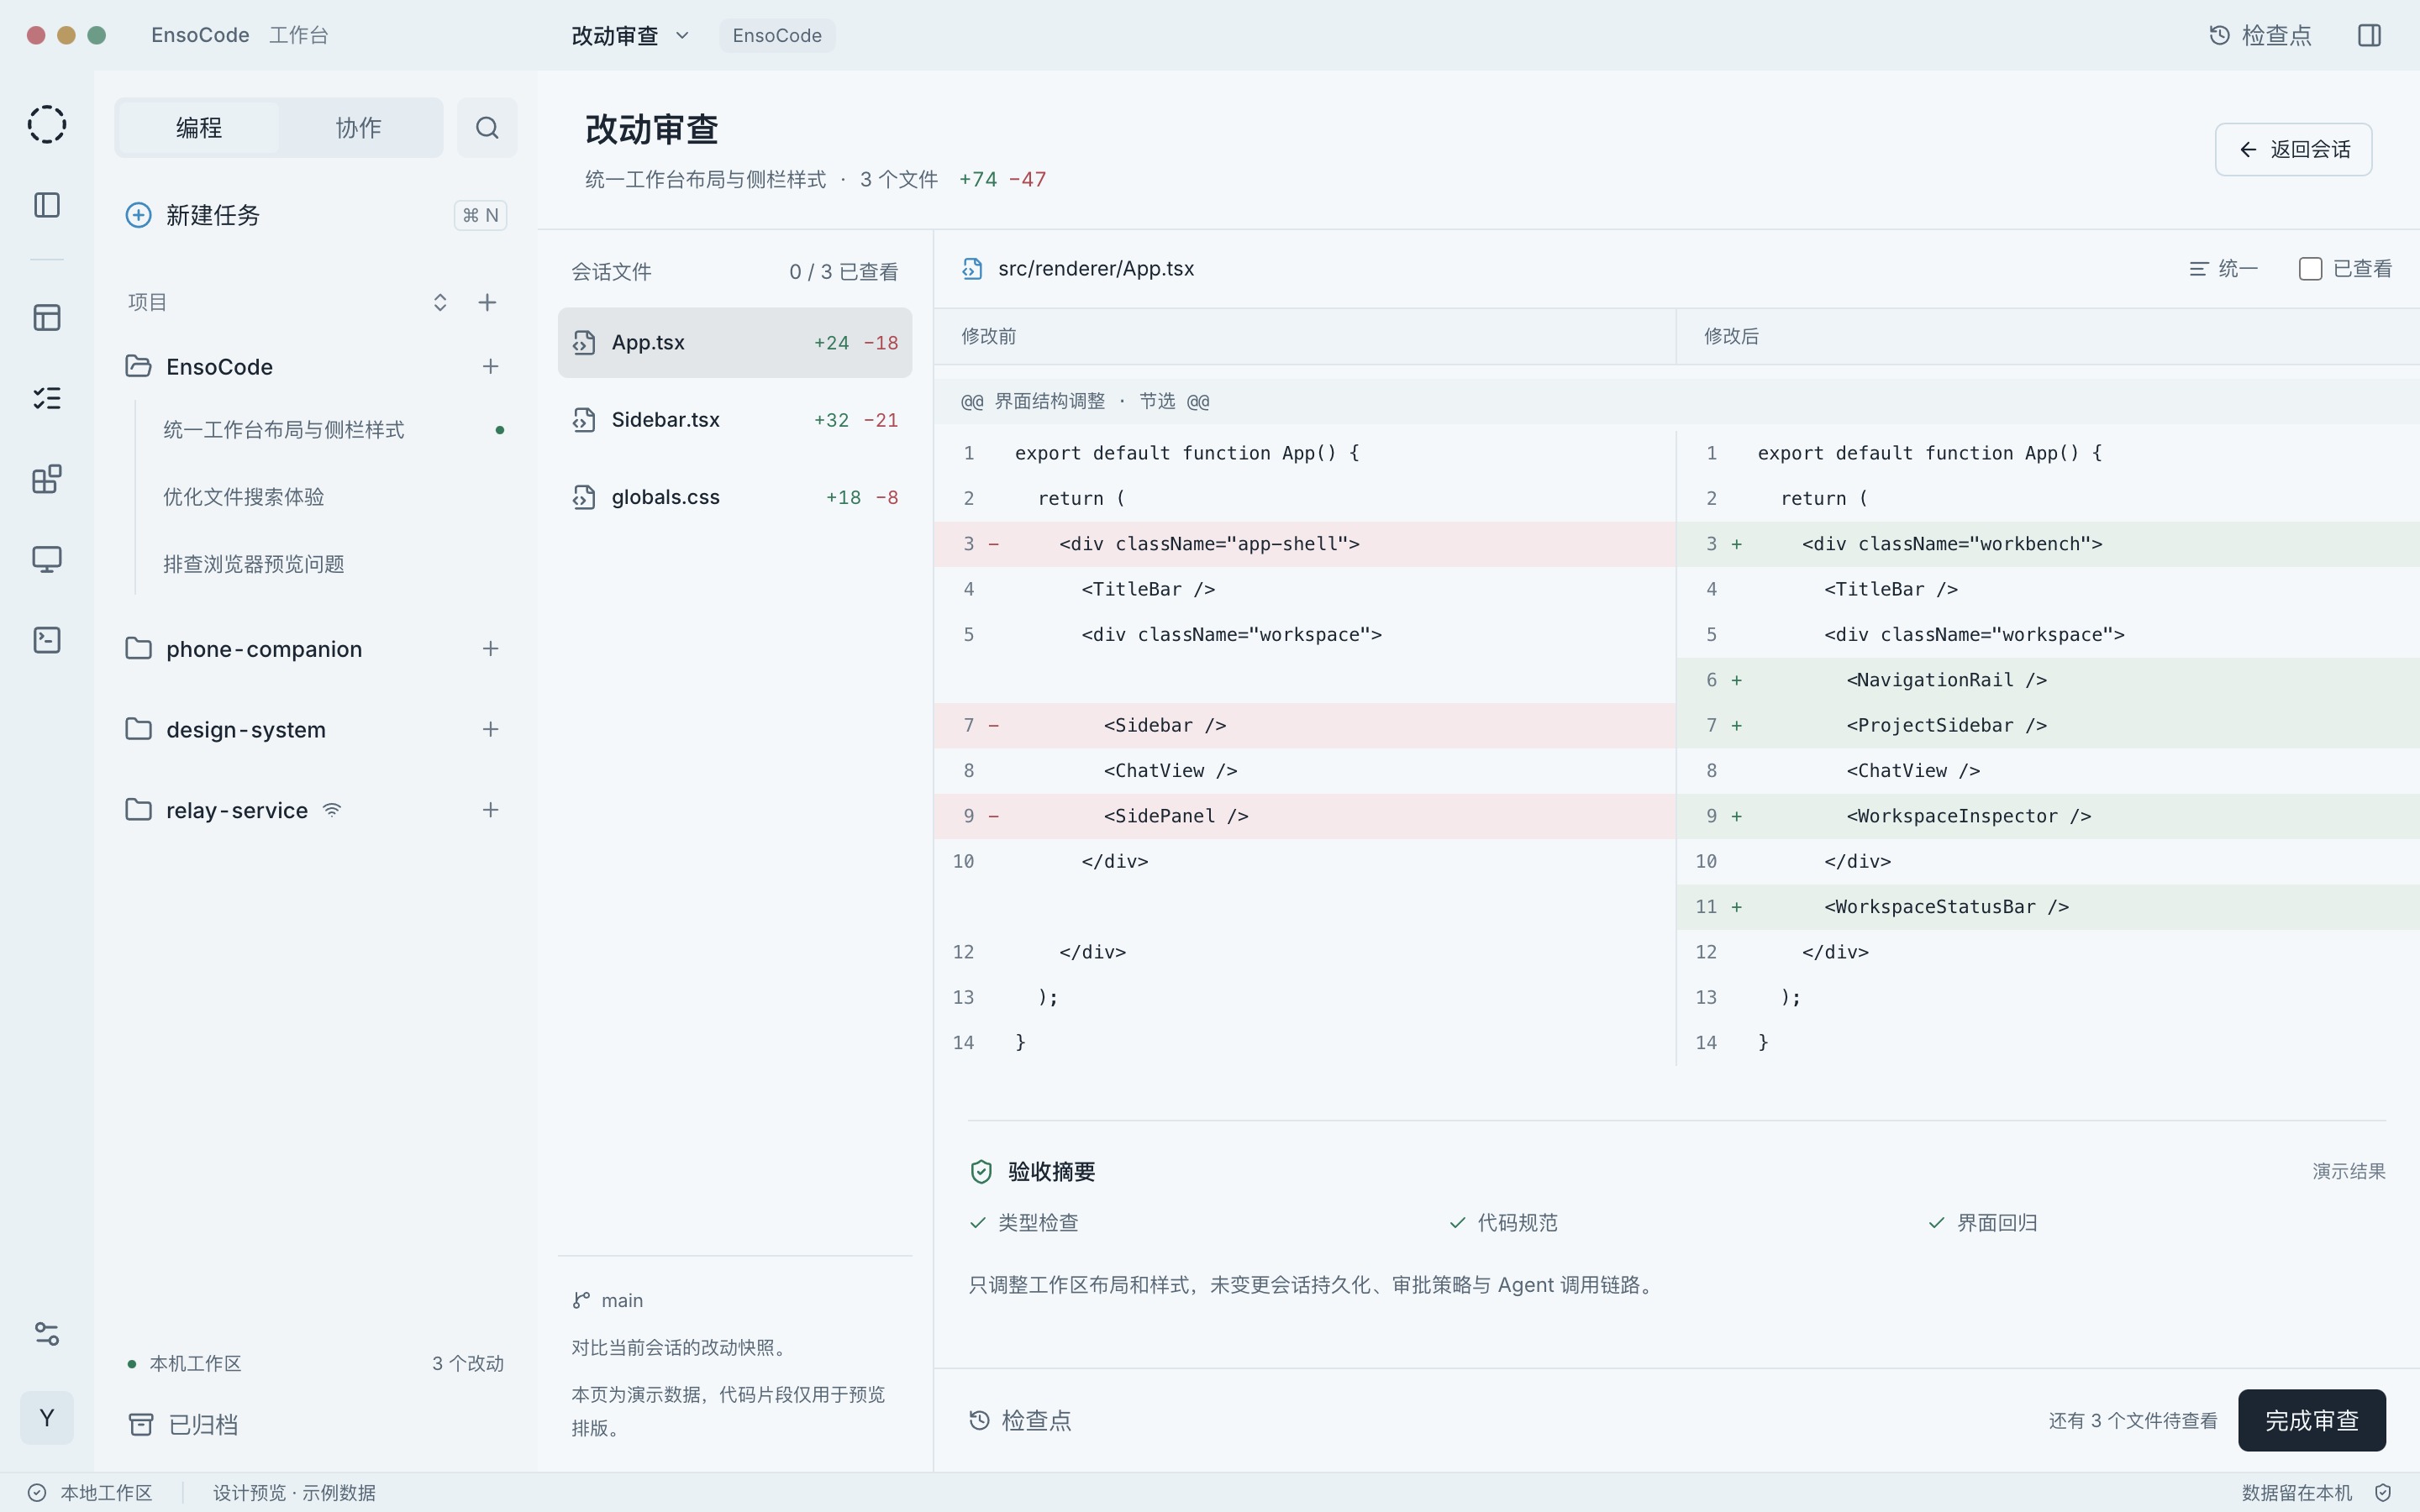 EnsoCode 工作台
改动审查 EnsoCode
检查点
编程 协作
新建任务 ⌘ N
项目
EnsoCode
统一工作台布局与侧栏样式
优化文件搜索体验
排查浏览器预览问题
phone-companion
design-system
relay-service
本机工作区 3 个改动
Y
已归档
改动审查
统一工作台布局与侧栏样式 · 3 个文件 +74 −47
返回会话
会话文件 0 / 3 已查看
App.tsx +24 −18
Sidebar.tsx +32 −21
globals.css +18 −8
main
对比当前会话的改动快照。
本页为演示数据，代码片段仅用于预览
排版。
src/renderer/App.tsx 统一 已查看
修改前
@@ 界面结构调整 · 节选 @@
1 export default function App() {
2 return (
3 − <div className="app-shell">
4 <TitleBar />
5 <div className="workspace">
7 − <Sidebar />
8 <ChatView />
9 − <SidePanel />
10 </div>
12 </div>
13 );
14 }
修改后
1 export default function App() {
2 return (
3 + <div className="workbench">
4 <TitleBar />
5 <div className="workspace">
6 + <NavigationRail />
7 + <ProjectSidebar />
8 <ChatView />
9 + <WorkspaceInspector />
10 </div>
11 + <WorkspaceStatusBar />
12 </div>
13 );
14 }
验收摘要 演示结果
类型检查 代码规范 界面回归
只调整工作区布局和样式，未变更会话持久化、审批策略与 Agent 调用链路。
检查点 还有 3 个文件待查看 完成审查
本地工作区 设计预览 · 示例数据 数据留在本机